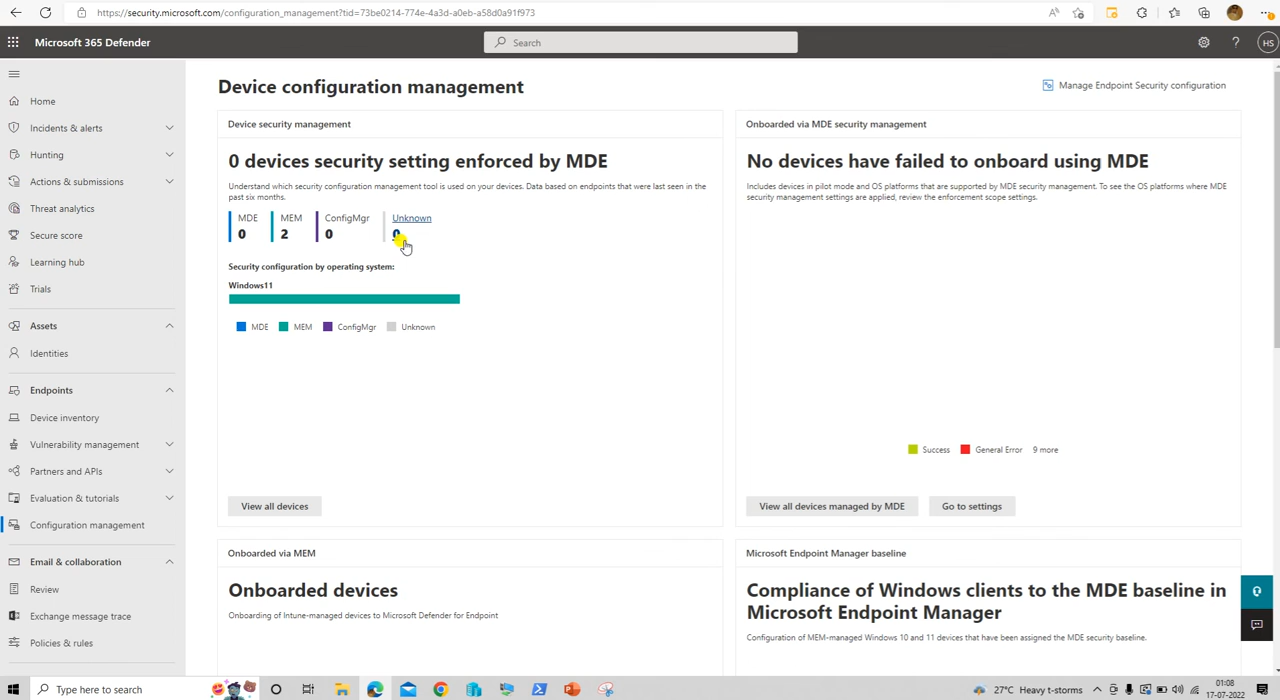 https://security.microsoft.com/configuration_management?tid=73be0214-774e-4a3d-a0eb-a58d0a91f973
Microsoft 365 Defender
Search
HS
Home
Incidents & alerts
Hunting
Actions & submissions
Threat analytics
Secure score
Learning hub
Trials
Assets
Identities
Endpoints
Device inventory
Vulnerability management
Partners and APIs
Evaluation & tutorials
Configuration management
Email & collaboration
Review
Exchange message trace
Policies & rules
Device configuration management
Manage Endpoint Security configuration
Device security management
0 devices security setting enforced by MDE
Understand which security configuration management tool is used on your devices. Data based on endpoints that were last seen in the
past six months.
MDE MEM ConfigMgr Unknown
0 2 0 0
Security configuration by operating system:
Windows11
MDE MEM ConfigMgr Unknown
View all devices
Onboarded via MDE security management
No devices have failed to onboard using MDE
Includes devices in pilot mode and OS platforms that are supported by MDE security management. To see the OS platforms where MDE
security management settings are applied, review the enforcement scope settings.
Success General Error 9 more
View all devices managed by MDE Go to settings
Onboarded via MEM
Onboarded devices
Onboarding of Intune-managed devices to Microsoft Defender for Endpoint
Microsoft Endpoint Manager baseline
Compliance of Windows clients to the MDE baseline in
Microsoft Endpoint Manager
Configuration of MEM-managed Windows 10 and 11 devices that have been assigned the MDE security baseline.
Type here to search
27°C Heavy t-storms
01:08
17-07-2022